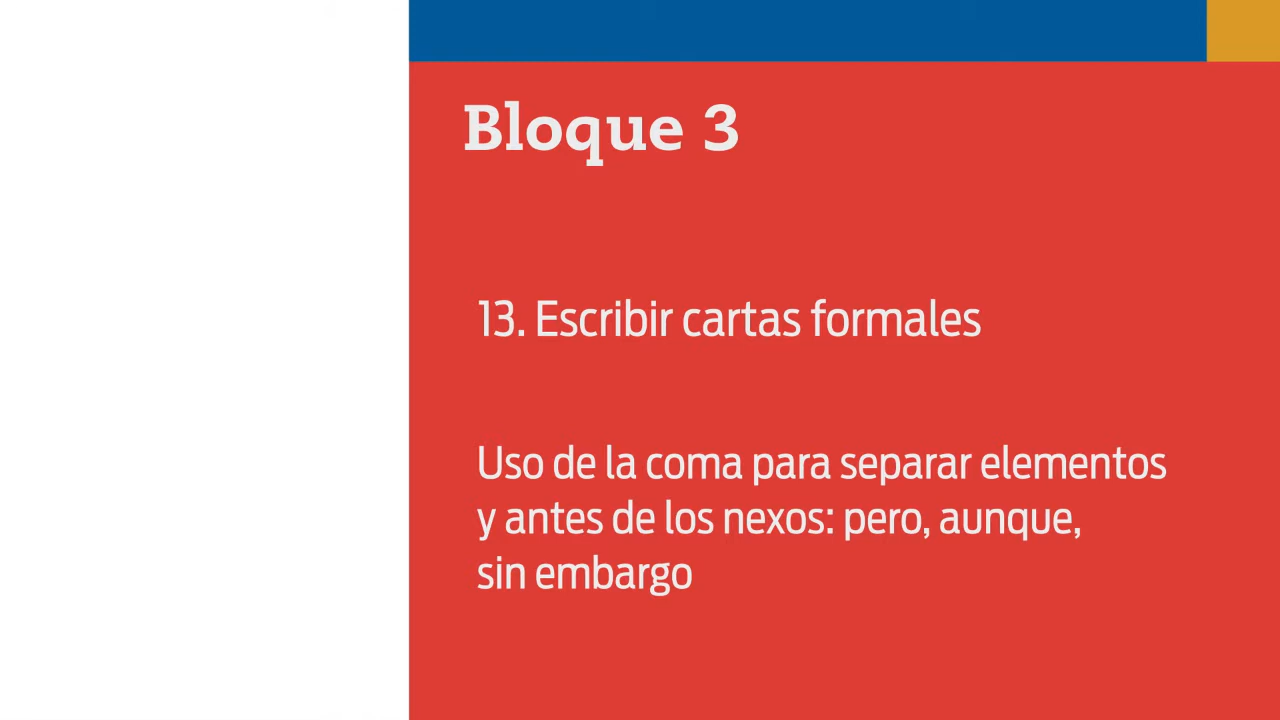 Bloque 3
13. Escribir cartas formales
Uso de la coma para separar elementos
y antes de los nexos: pero, aunque,
sin embargo